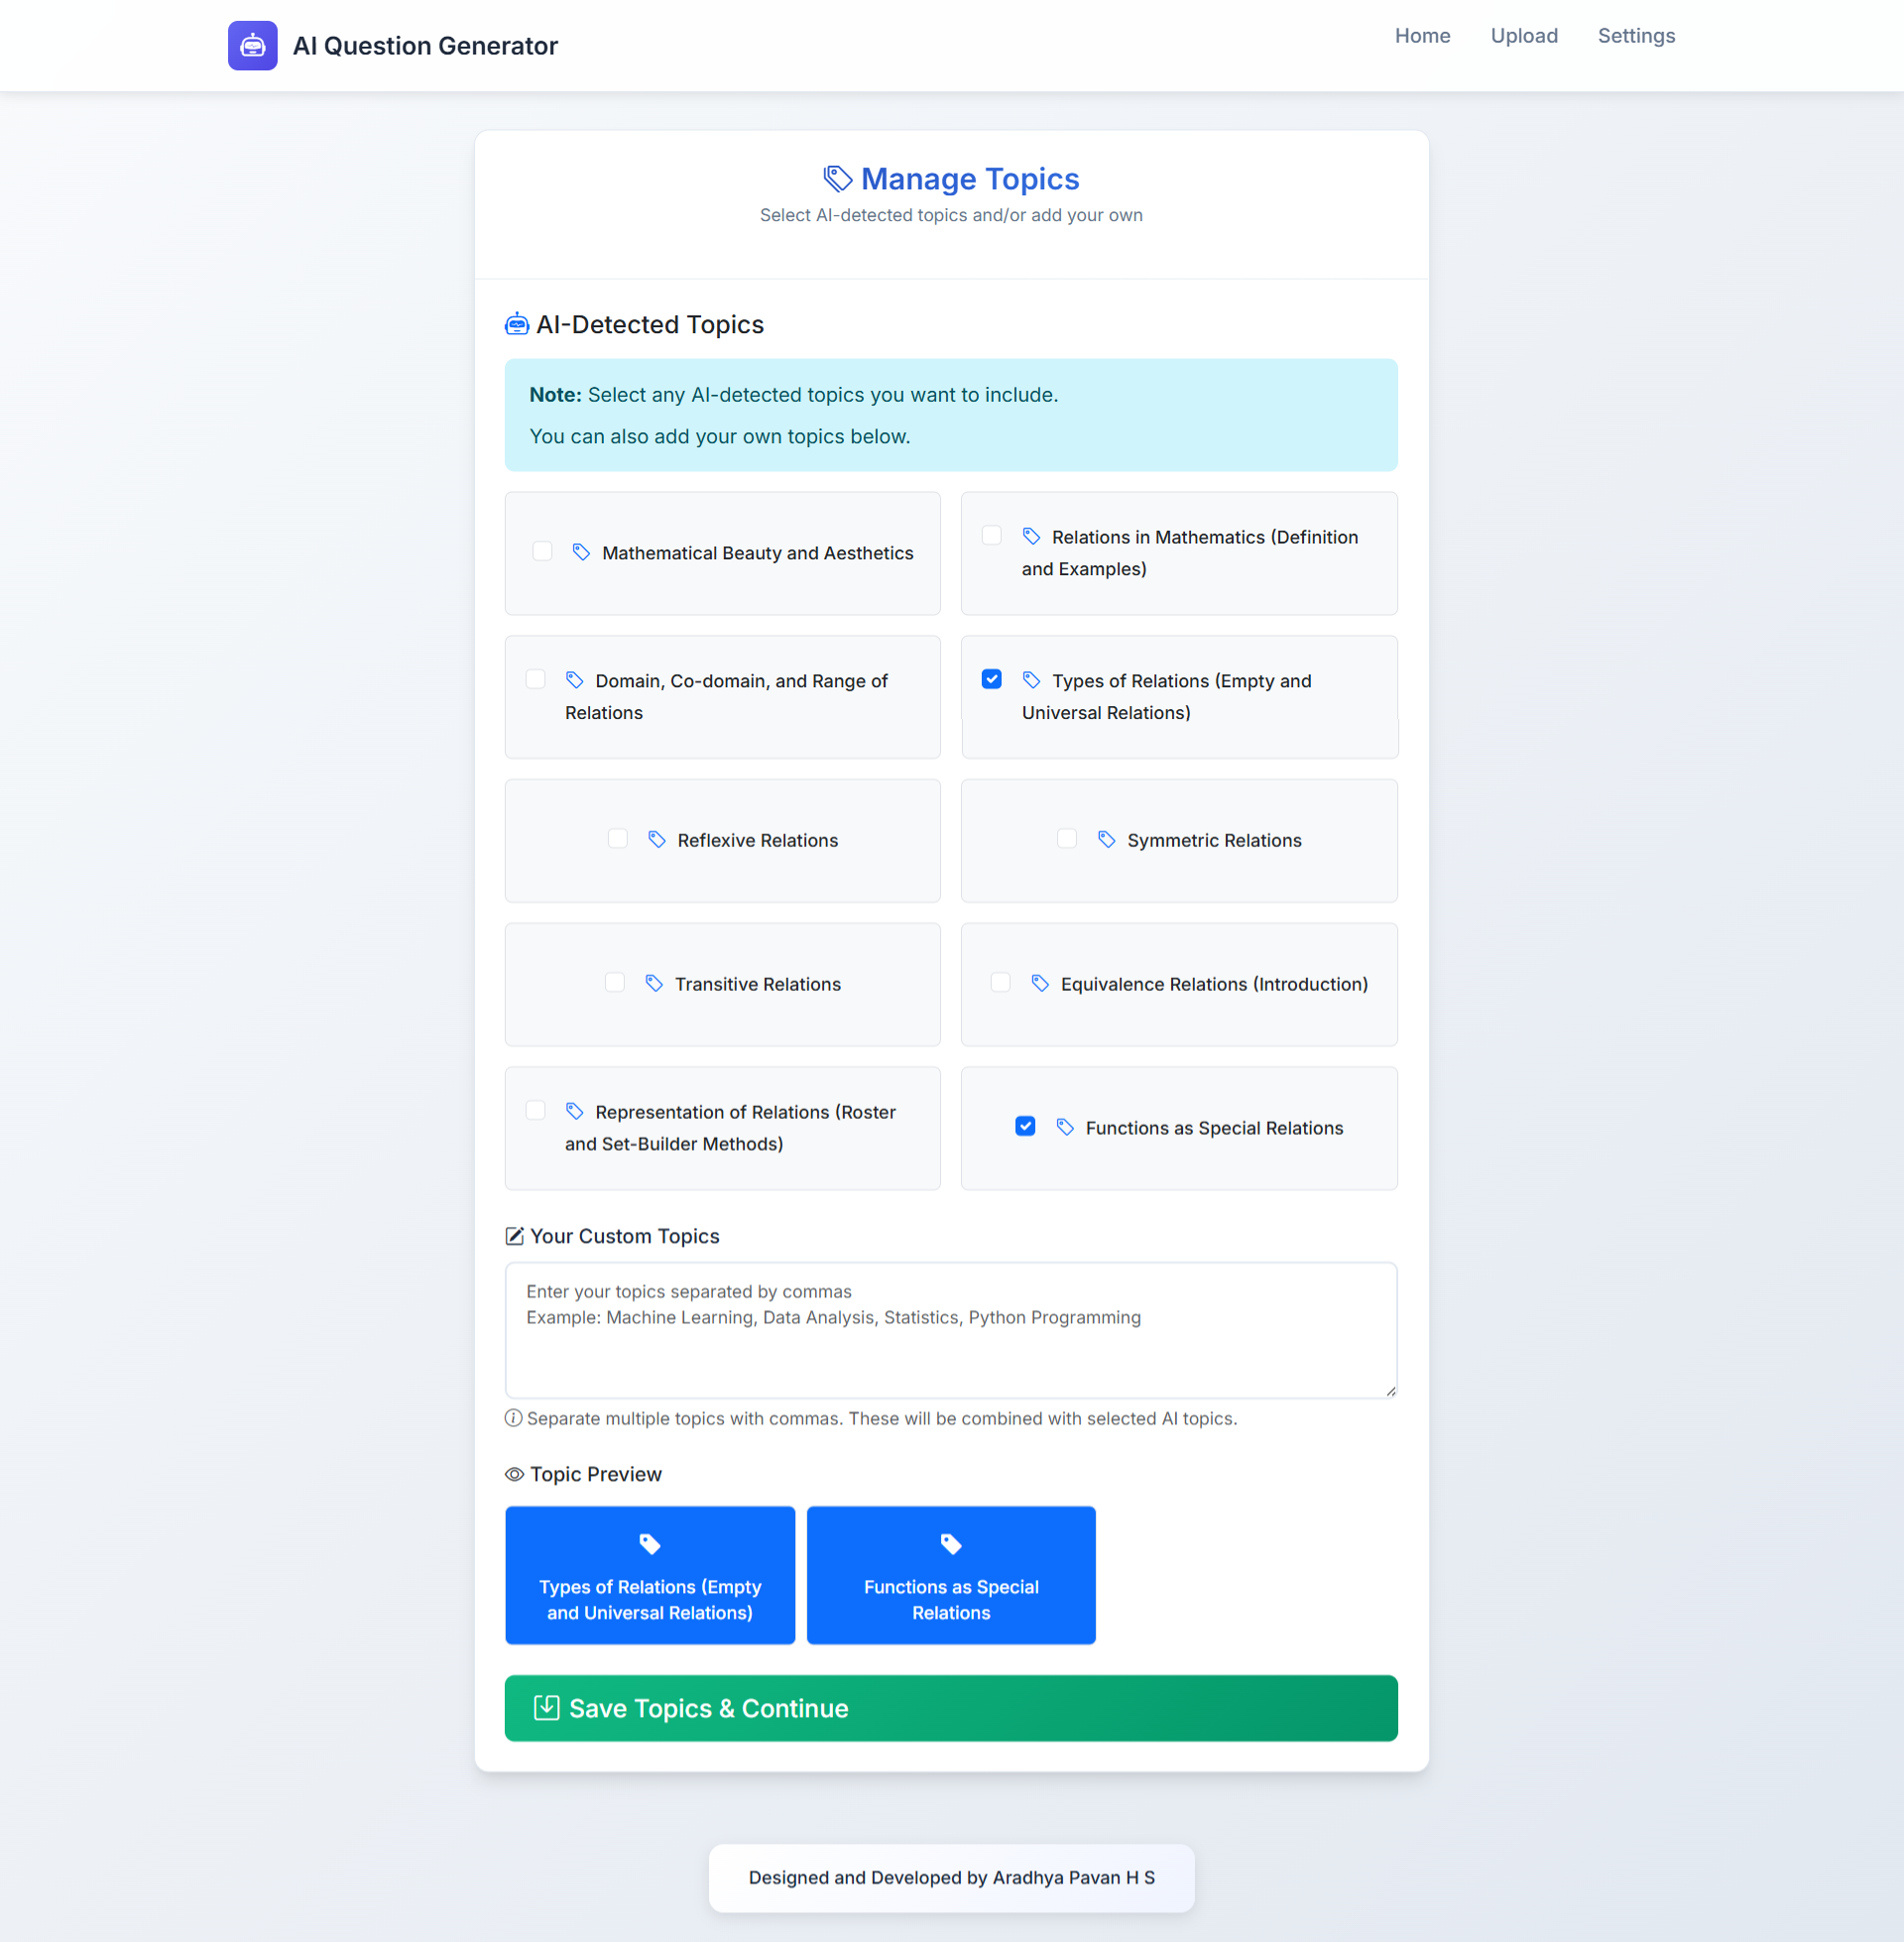 AI Question Generator
Home
Upload
Settings
Manage Topics
Select AI-detected topics and/or add your own
AI-Detected Topics
Note: Select any AI-detected topics you want to include.
You can also add your own topics below.
Mathematical Beauty and Aesthetics
Relations in Mathematics (Definition
and Examples)
Domain, Co-domain, and Range of
Relations
Types of Relations (Empty and
Universal Relations)
Reflexive Relations
Symmetric Relations
Transitive Relations
Equivalence Relations (Introduction)
Representation of Relations (Roster
and Set-Builder Methods)
Functions as Special Relations
Your Custom Topics
Enter your topics separated by commas
Example: Machine Learning, Data Analysis, Statistics, Python Programming
Separate multiple topics with commas. These will be combined with selected AI topics.
Topic Preview
Types of Relations (Empty
and Universal Relations)
Functions as Special
Relations
Save Topics & Continue
Designed and Developed by Aradhya Pavan H S